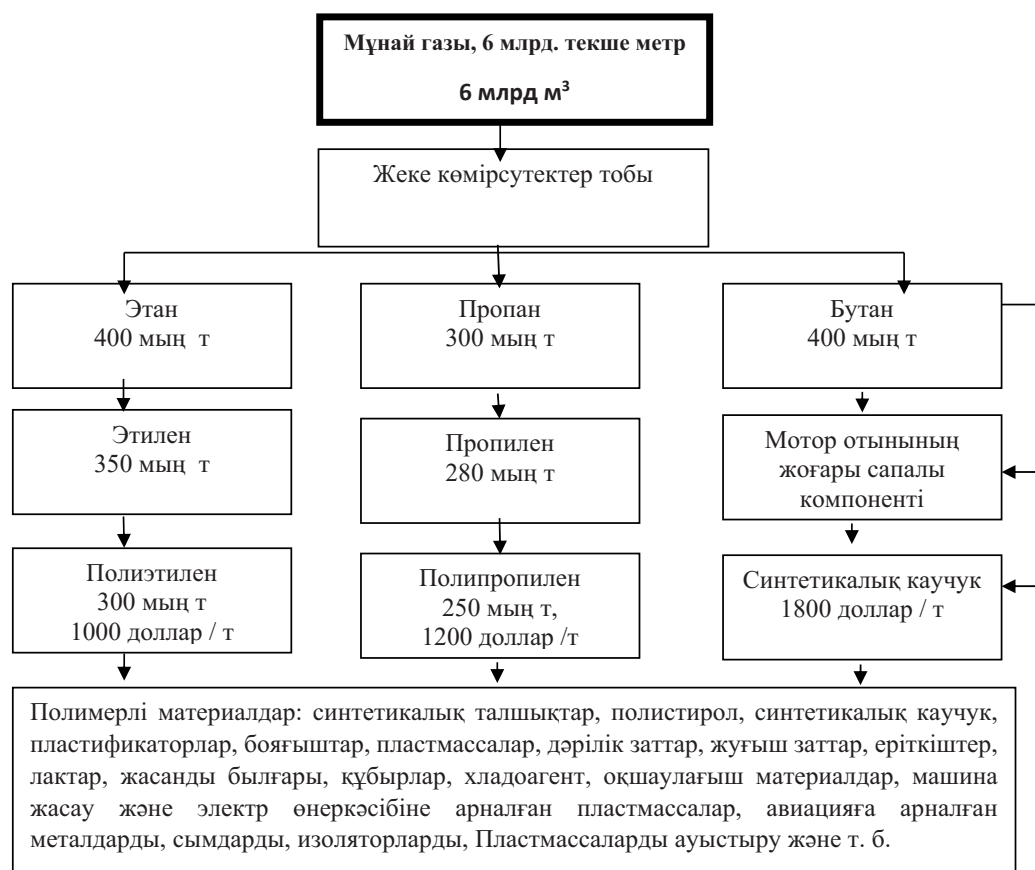 Мұнай газы, 6 млрд. текше метр
6 млрд м³
Жеке көмірсутектер тобы
Этан
400 мың т
Пропан
300 мың т
Бутан
400 мың т
Этилен
350 мың т
Пропилен
280 мың т
Мотор отынының
жоғары сапалы
компоненті
Полиэтилен
300 мың т
1000 доллар / т
Полипропилен
250 мың т,
1200 доллар /т
Синтетикалық каучук
1800 доллар / т
Полимерлі материалдар: синтетикалық талшықтар, полистирол, синтетикалық каучук,
пластификаторлар, бояғыштар, пластмассалар, дәрілік заттар, жуғыш заттар, еріткіштер,
лактар, жасанды былғары, құбырлар, хладоагент, оқшаулағыш материалдар, машина
жасау және электр өнеркәсібіне арналған пластмассалар, авиацияға арналған
металдарды, сымдарды, изоляторларды, Пластмассаларды ауыстыру және т. б.